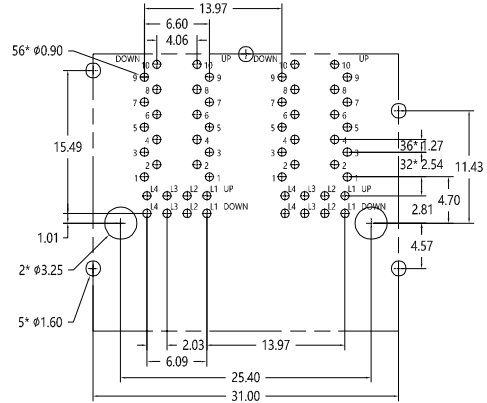 13.97
6.60
4.06
56* ø0.90
DOWN 10 10 UP DOWN 10 10 UP
9 9 9 9
8 8 8 8
7 7 7 7
6 6 6 6
5 5 5 5
4 4 4 4
36* 1.27
3 3 3 3
15.49
11.43
2 2 2 2
32* 2.54
1 1 1 1
L4 L3 L2 L1 UP L4 L3 L2 L1 UP
4.70
2.81
L4 L3 L2 L1 DOWN L4 L3 L2 L1 DOWN
1.01
4.57
2* ø3.25
5* ø1.60
2.03
13.97
6.09
25.40
31.00